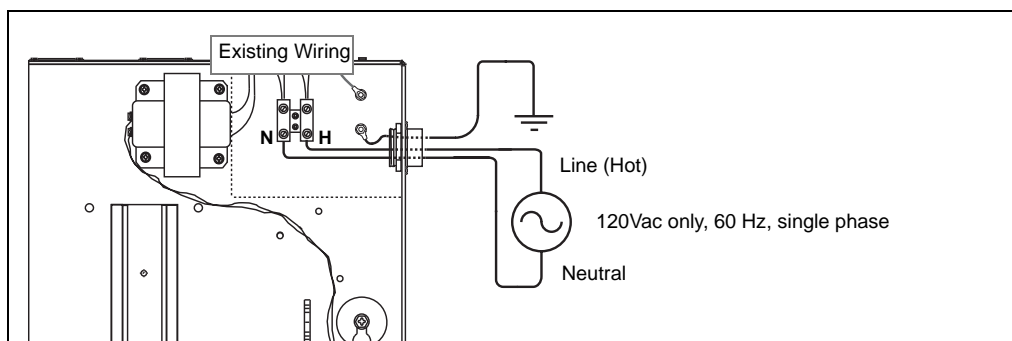 Existing Wiring
N
H
Line (Hot)
120Vac only, 60 Hz, single phase
Neutral